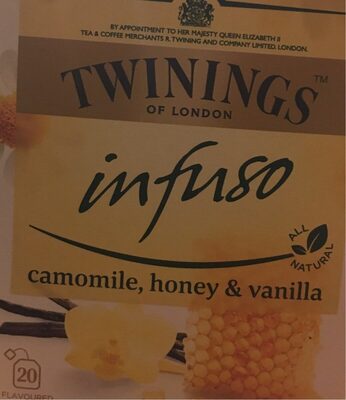 BY APPOINTMENT TO HER MAJESTY QUEEN ELIZABETH II
TEA & COFFEE MERCHANTS R. TWINING AND COMPANY LIMITED. LONDON.
TWININGS™
OF LONDON
infuso
ALL NATURAL
camomile, honey & vanilla
20
FLAVOURED